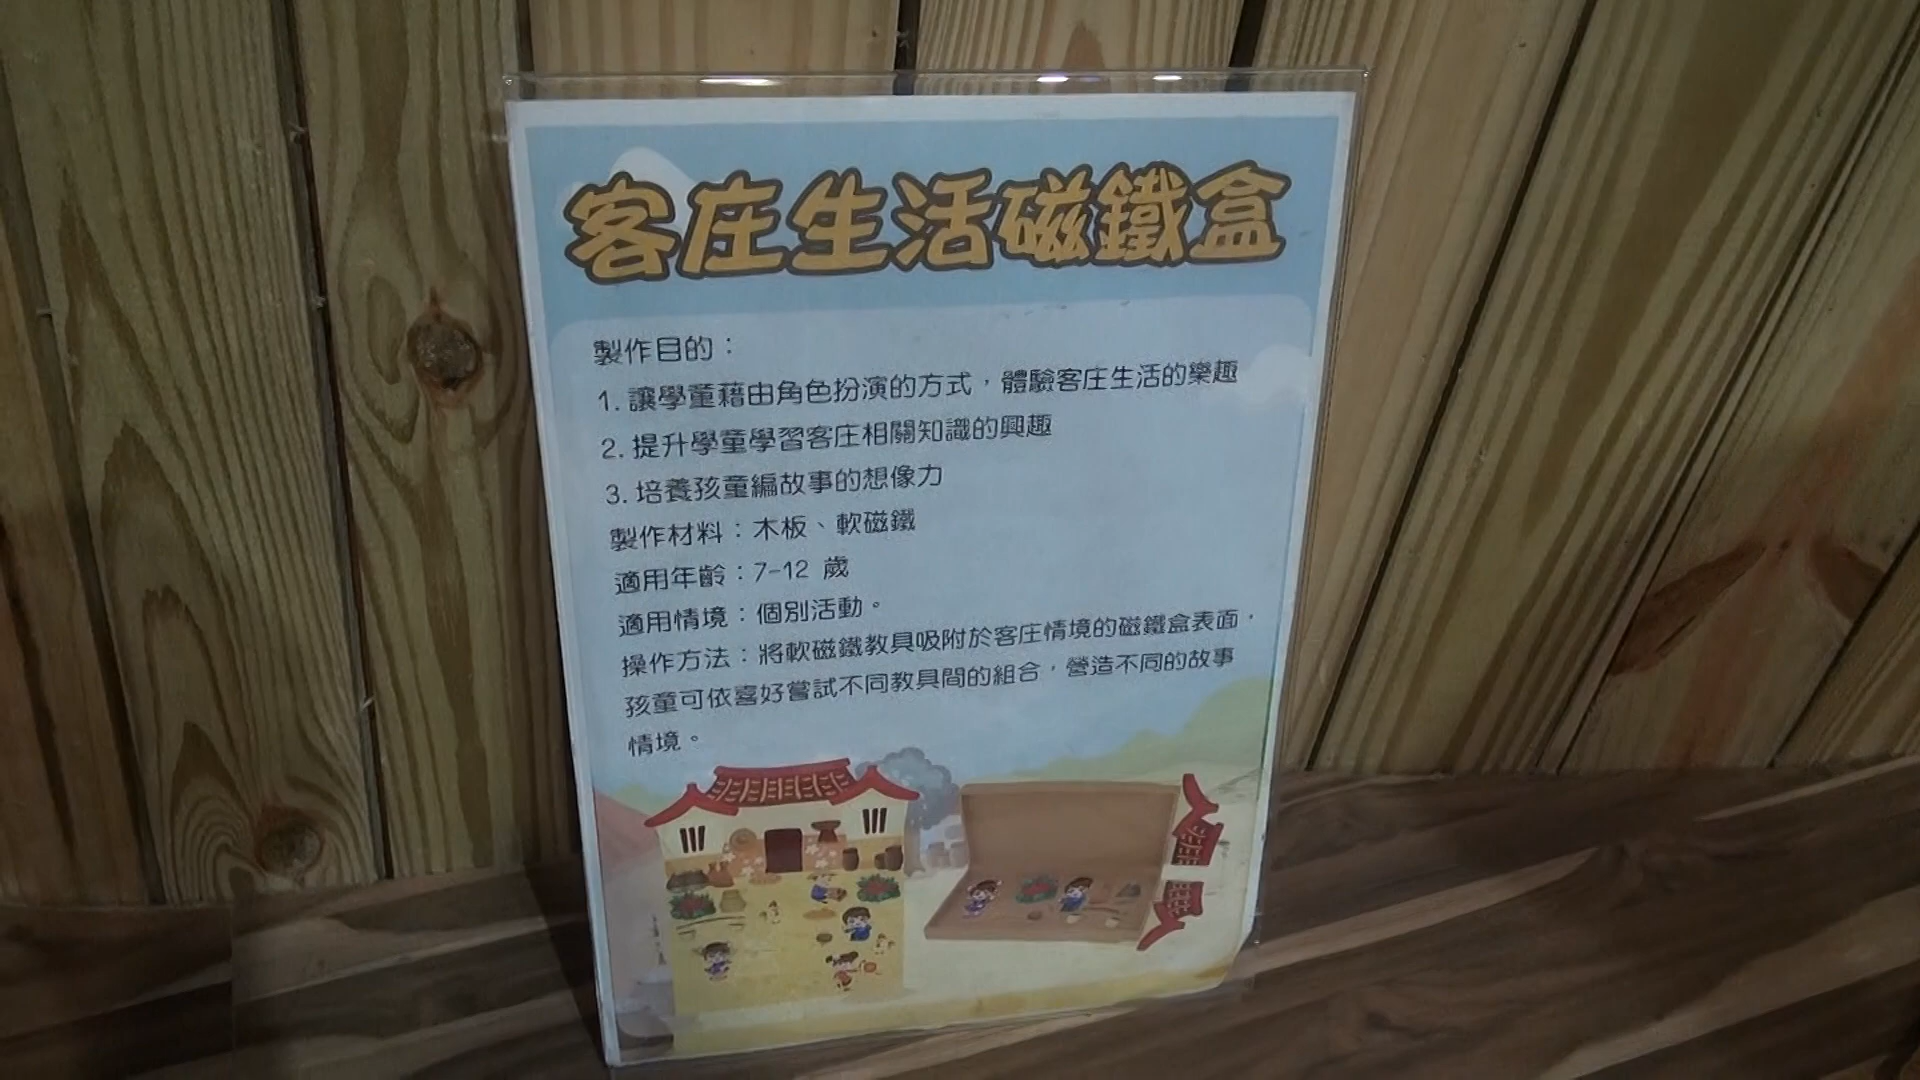 客庄生活磁鐵盒
製作目的：
1. 讓學童藉由角色扮演的方式，體驗客庄生活的樂趣
2. 提升學童學習客庄相關知識的興趣
3. 培養孩童編故事的想像力
製作材料：木板、軟磁鐵
適用年齡：7-12 歲
適用情境：個別活動。
操作方法：將軟磁鐵教具吸附於客庄情境的磁鐵盒表面，
孩童可依喜好嘗試不同教具間的組合，營造不同的故事
情境。